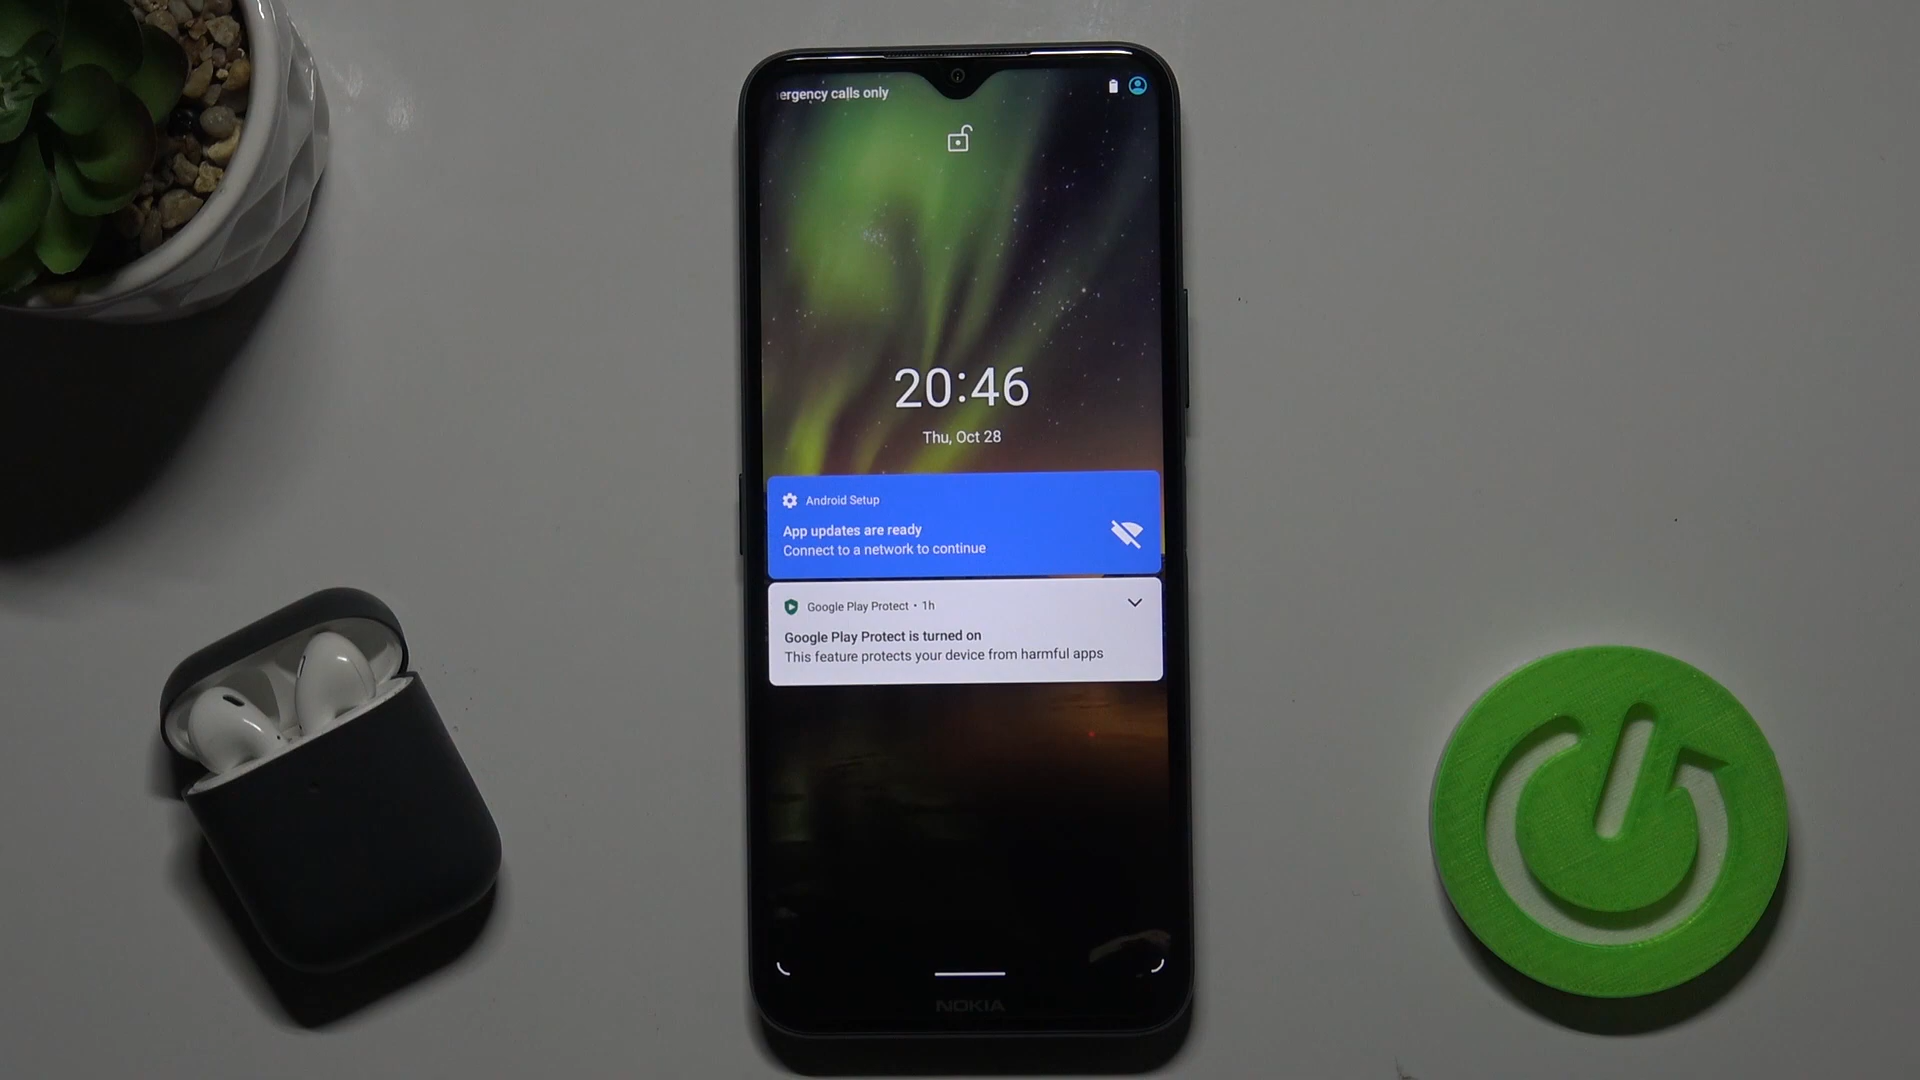 ergency calls only
20:46
Thu, Oct 28
Android Setup
App updates are ready
Connect to a network to continue
Google Play Protect • 1h
Google Play Protect is turned on
This feature protects your device from harmful apps
NOKIA